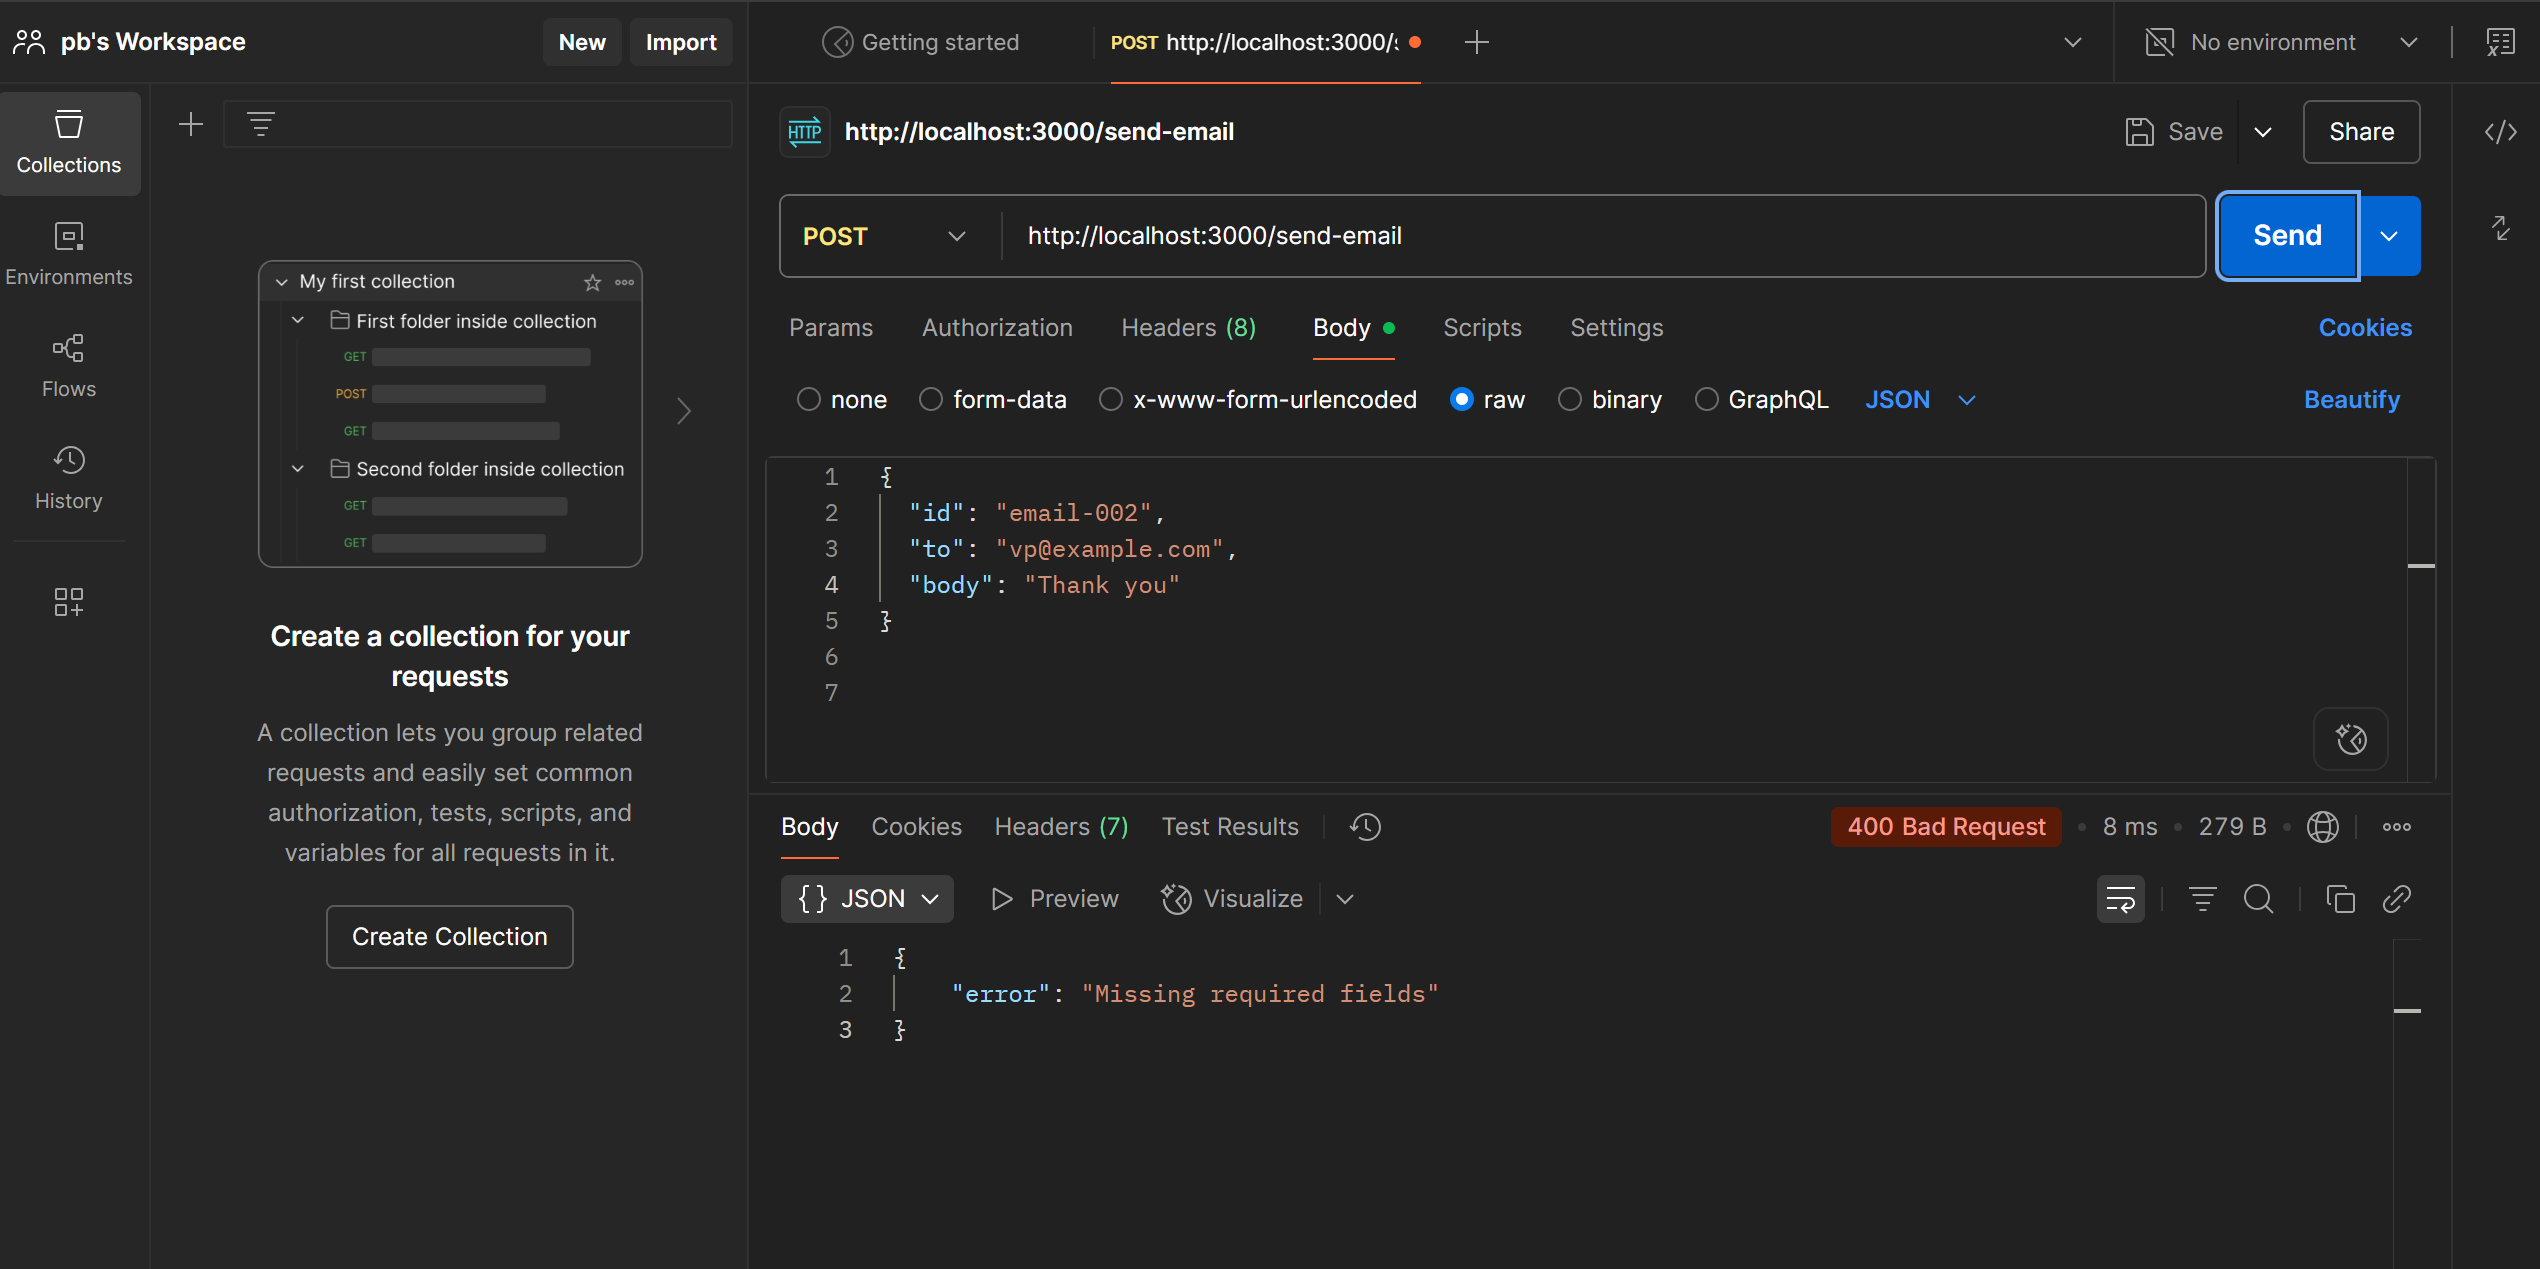 pb's Workspace
New
Import
Getting started
POST http://localhost:3000/s
No environment
Collections
Environments
Flows
History
My first collection
First folder inside collection
GET
POST
GET
Second folder inside collection
GET
GET
Create a collection for your
requests
A collection lets you group related
requests and easily set common
authorization, tests, scripts, and
variables for all requests in it.
Create Collection
HTTP
http://localhost:3000/send-email
Save
Share
POST
http://localhost:3000/send-email
Send
Params
Authorization
Headers (8)
Body
Scripts
Settings
Cookies
none
form-data
x-www-form-urlencoded
raw
binary
GraphQL
JSON
Beautify
1 {
2 "id": "email-002",
3 "to": "vp@example.com",
4 "body": "Thank you"
5 }
6
7
Body
Cookies
Headers (7)
Test Results
400 Bad Request
8 ms
279 B
{ } JSON
Preview
Visualize
1 {
2 "error": "Missing required fields"
3 }